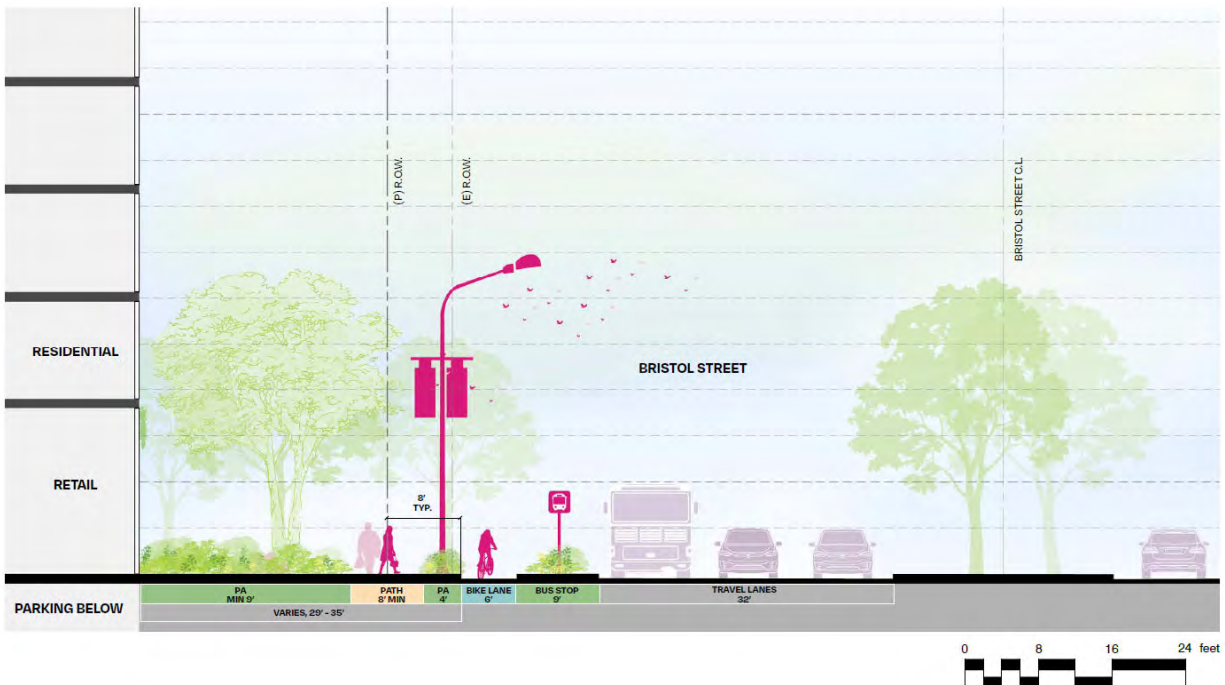 (P) R.O.W.
(E) R.O.W.
BRISTOL STREET C.L.
RESIDENTIAL
BRISTOL STREET
RETAIL
8'
TYP.
PARKING BELOW
PA
MIN 9'
PATH
8' MIN
PA
4'
BIKE LANE
6'
BUS STOP
9'
TRAVEL LANES
32'
VARIES, 29' - 35'
0 8 16 24 feet